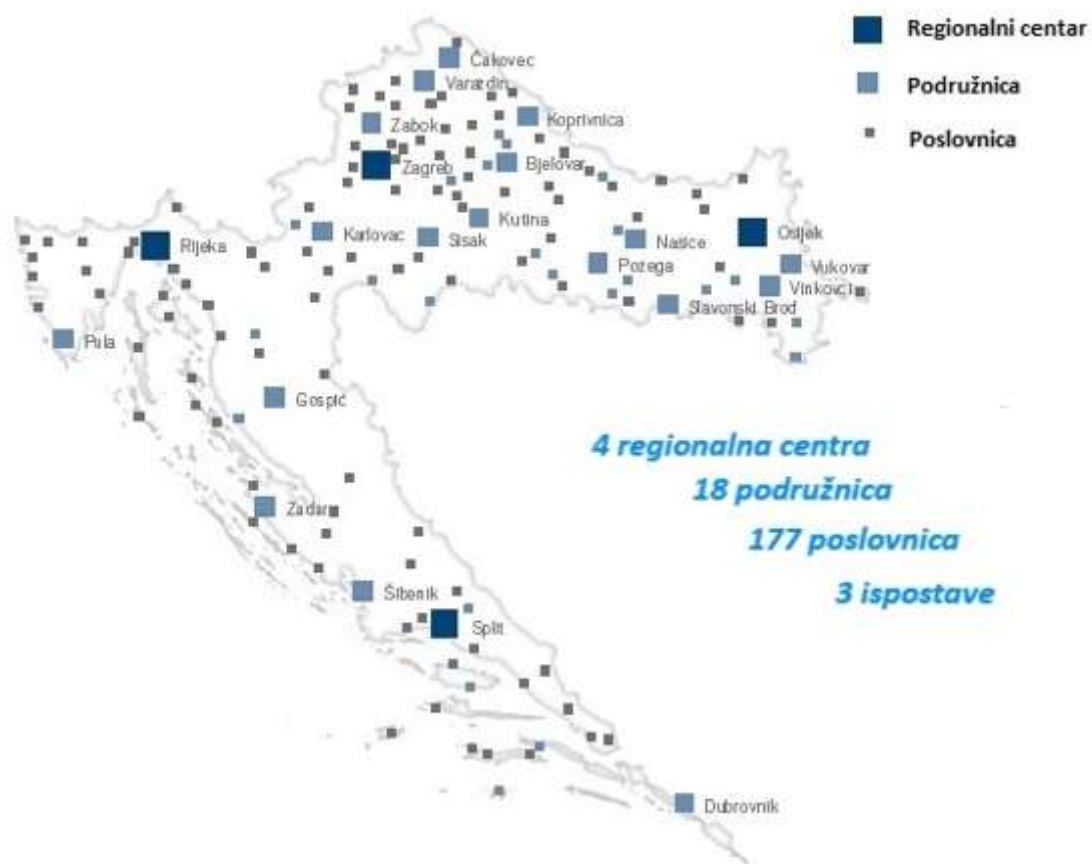 Regionalni centar
Podružnica
Poslovnica
Čakovec
Varaždin
Zabok
Koprivnica
Zagreb
Bjelovar
Kutina
Rijeka
Karlovac
Sisak
Našice
Osijek
Požega
Vukovar
Vinkovci
Slavonski Brod
Pula
Gospić
4 regionalna centra
18 podružnica
Zadar
177 poslovnica
Šibenik
3 ispostave
Split
Dubrovnik